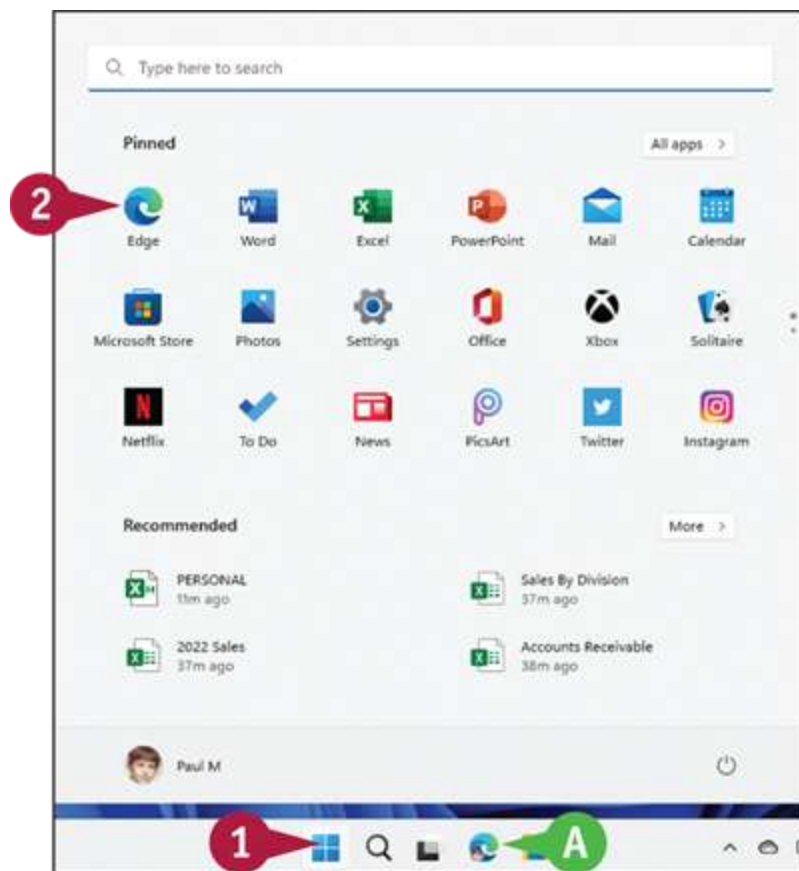 Type here to search
Pinned
All apps >
2
Edge
Word
Excel
PowerPoint
Mail
Calendar
Microsoft Store
Photos
Settings
Office
Xbox
Solitaire
Netflix
To Do
News
PicsArt
Twitter
Instagram
Recommended
More >
PERSONAL
11m ago
Sales By Division
37m ago
2022 Sales
37m ago
Accounts Receivable
38m ago
Paul M
1
A